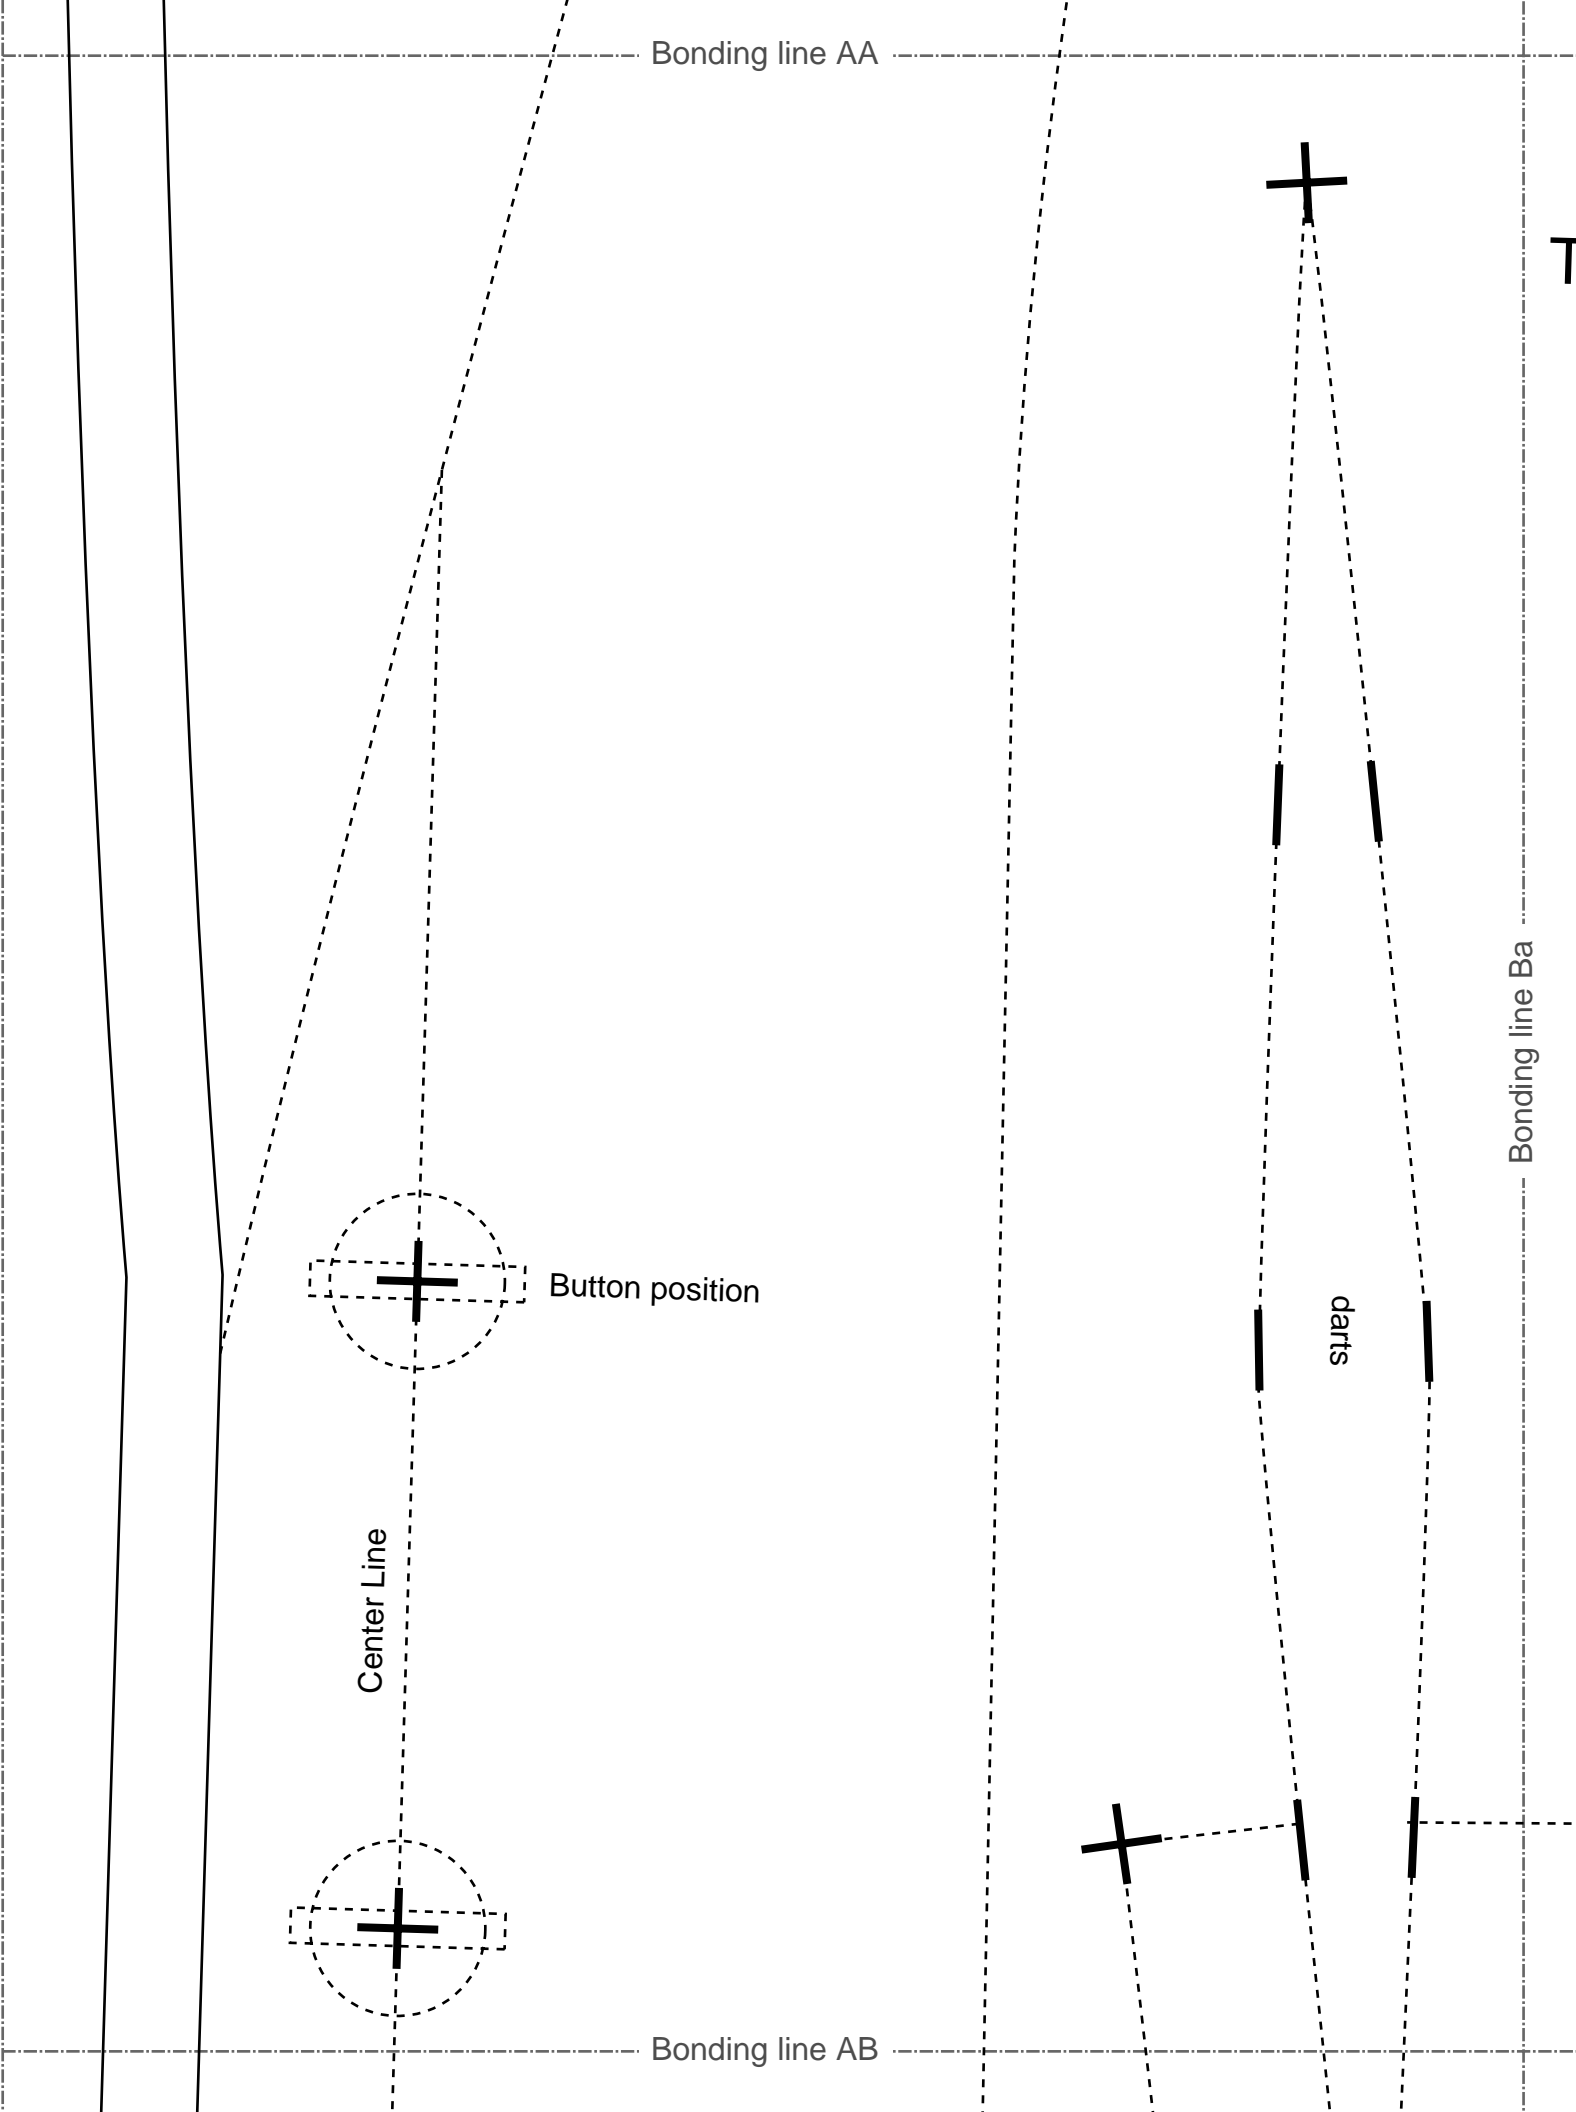 Bonding line AA
T
Bonding line Ba
Button position
darts
Center Line
Bonding line AB